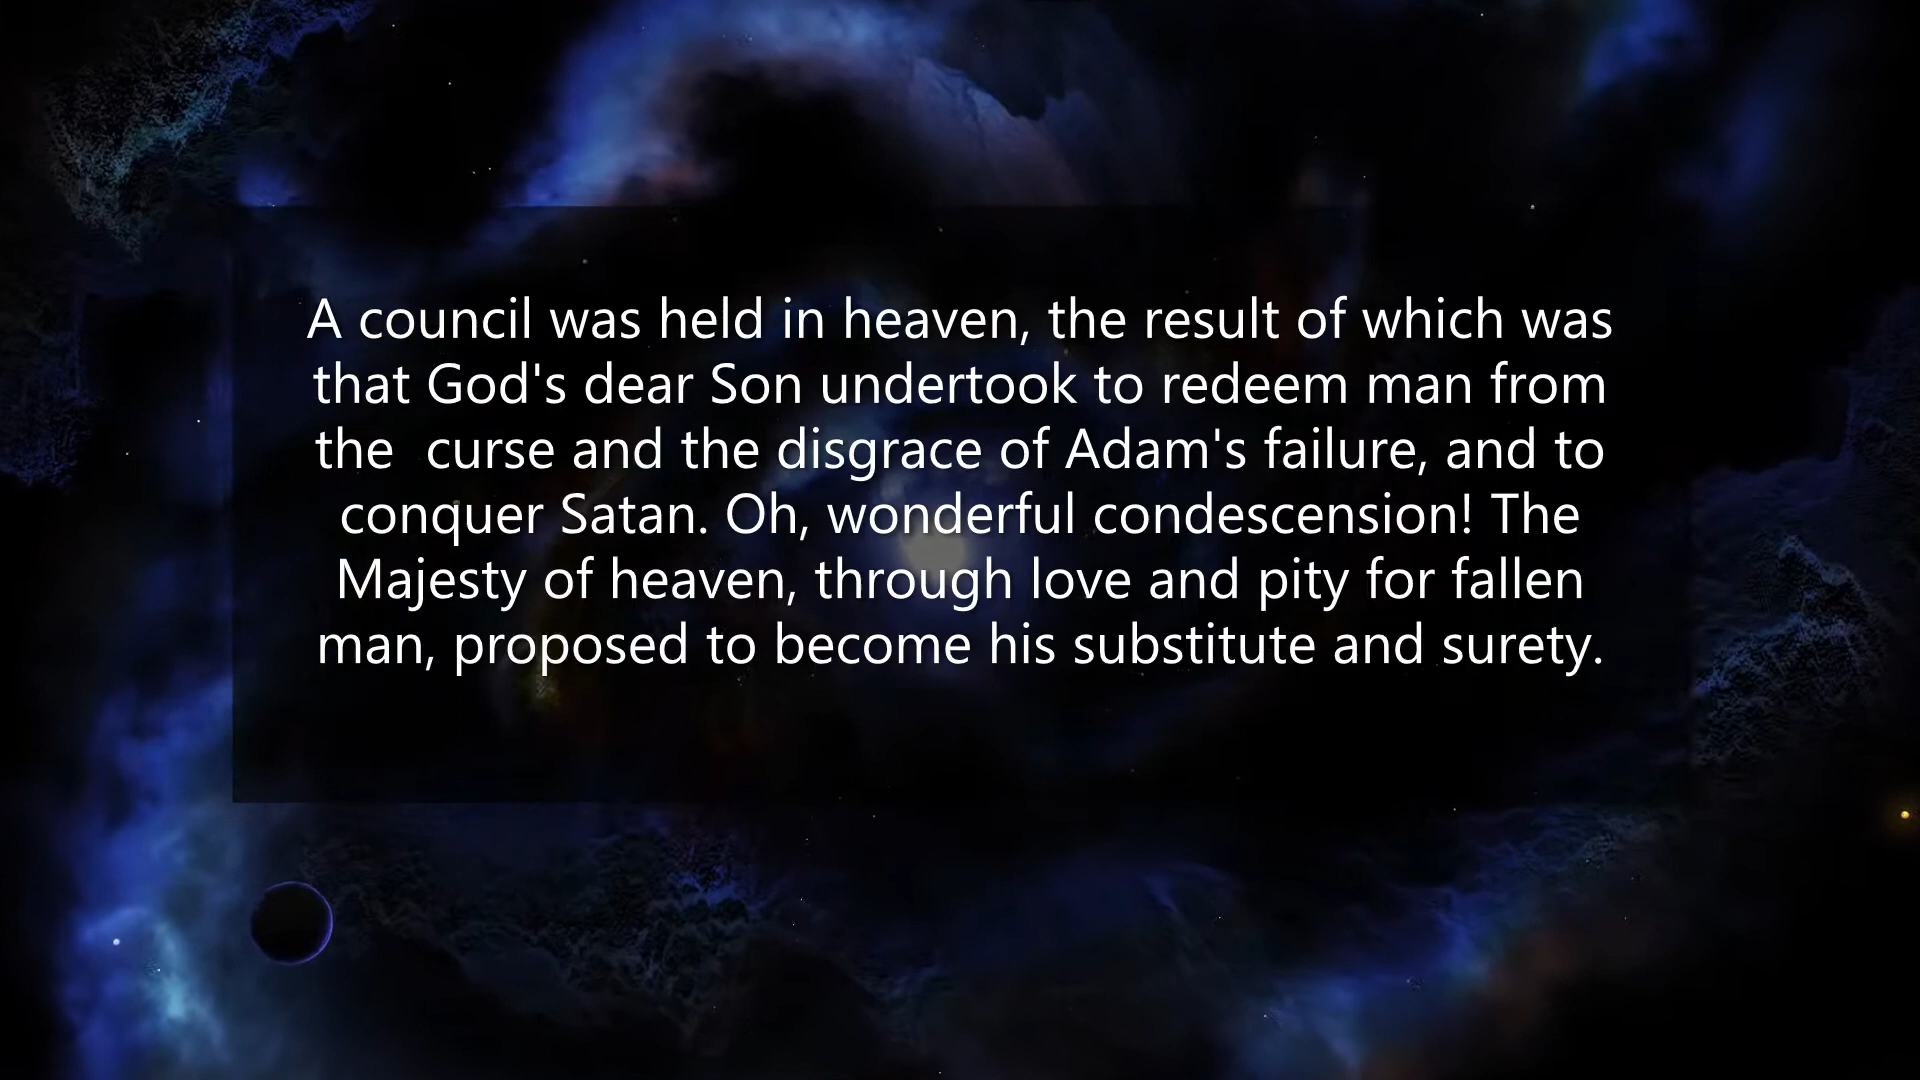 A council was held in heaven, the result of which was
that God's dear Son undertook to redeem man from
the  curse and the disgrace of Adam's failure, and to
conquer Satan. Oh, wonderful condescension! The
Majesty of heaven, through love and pity for fallen
man, proposed to become his substitute and surety.